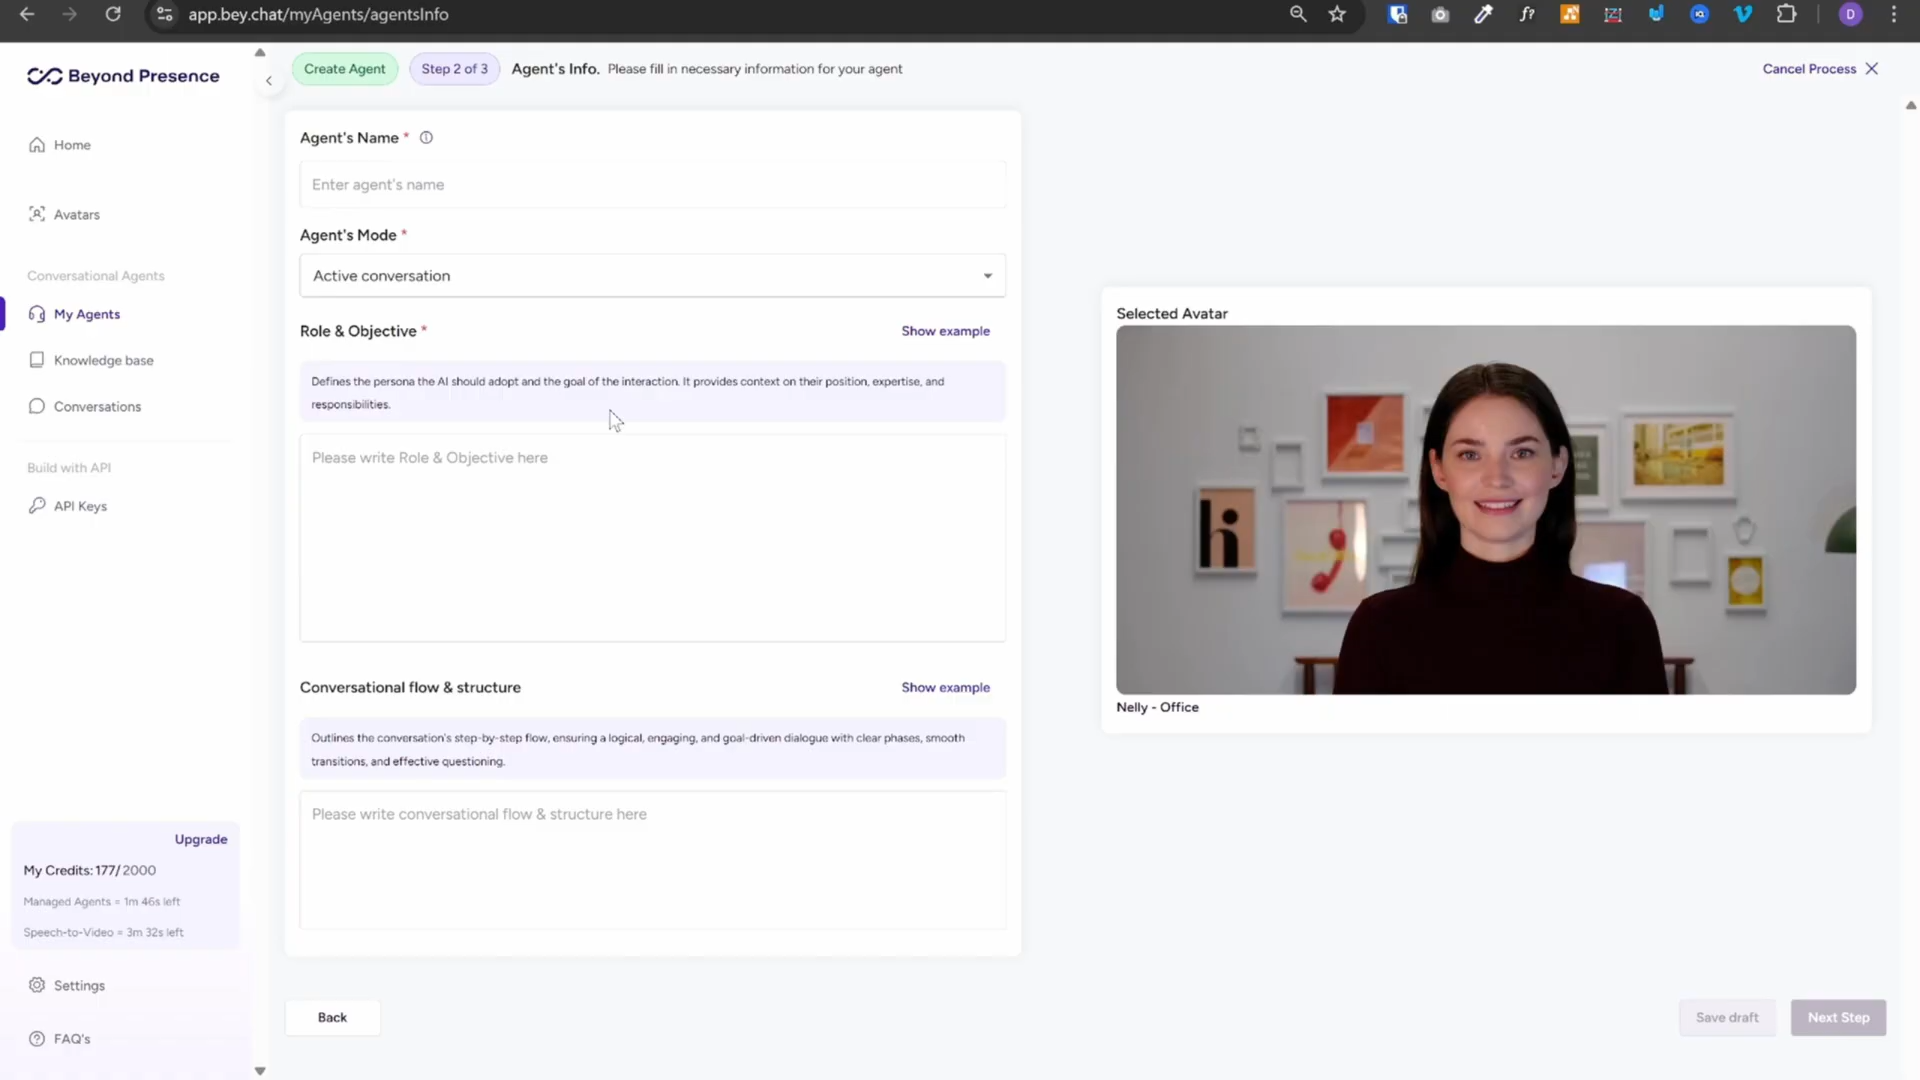 app.bey.chat/myAgents/agentsInfo
D
Beyond Presence
Home
Avatars
Conversational Agents
My Agents
Knowledge base
Conversations
Build with API
API Keys
Upgrade
My Credits: 177/ 2000
Managed Agents = 1m 46s left
Speech-to-Video = 3m 32s left
Settings
FAQ's
Create Agent
Step 2 of 3
Agent's Info. Please fill in necessary information for your agent
Cancel Process
Agent's Name *
Enter agent's name
Agent's Mode *
Active conversation
Role & Objective *
Show example
Defines the persona the AI should adopt and the goal of the interaction. It provides context on their position, expertise, and
responsibilities.
Please write Role & Objective here
Conversational flow & structure
Show example
Outlines the conversation's step-by-step flow, ensuring a logical, engaging, and goal-driven dialogue with clear phases, smooth
transitions, and effective questioning.
Please write conversational flow & structure here
Back
Selected Avatar
hi
Nelly - Office
Save draft
Next Step